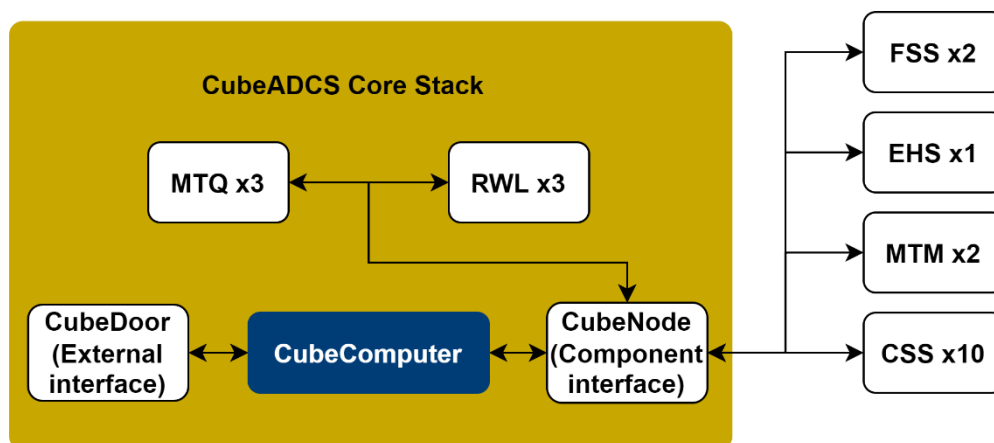 CubeADCS Core Stack
MTQ x3
RWL x3
CubeDoor
(External
interface)
CubeComputer
CubeNode
(Component
interface)
FSS x2
EHS x1
MTM x2
CSS x10